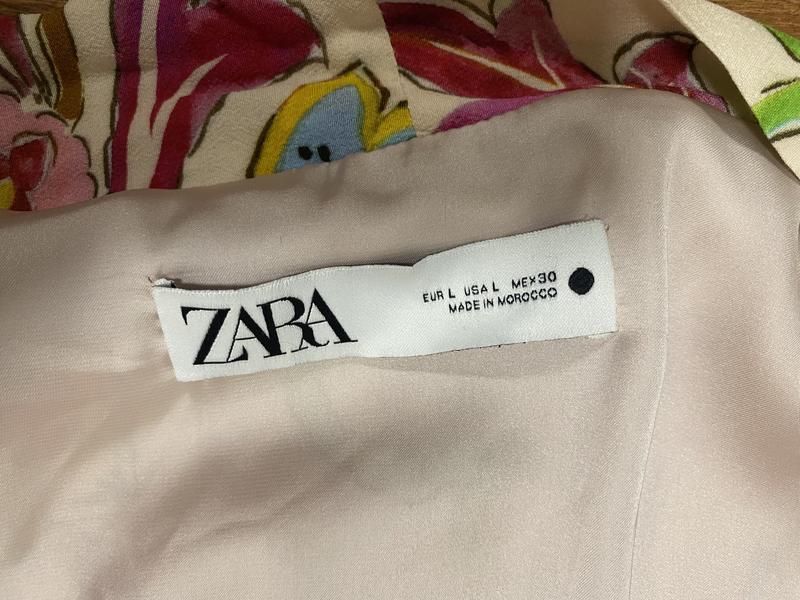 ZARA
EUR L USA L MEX 30
MADE IN MOROCCO